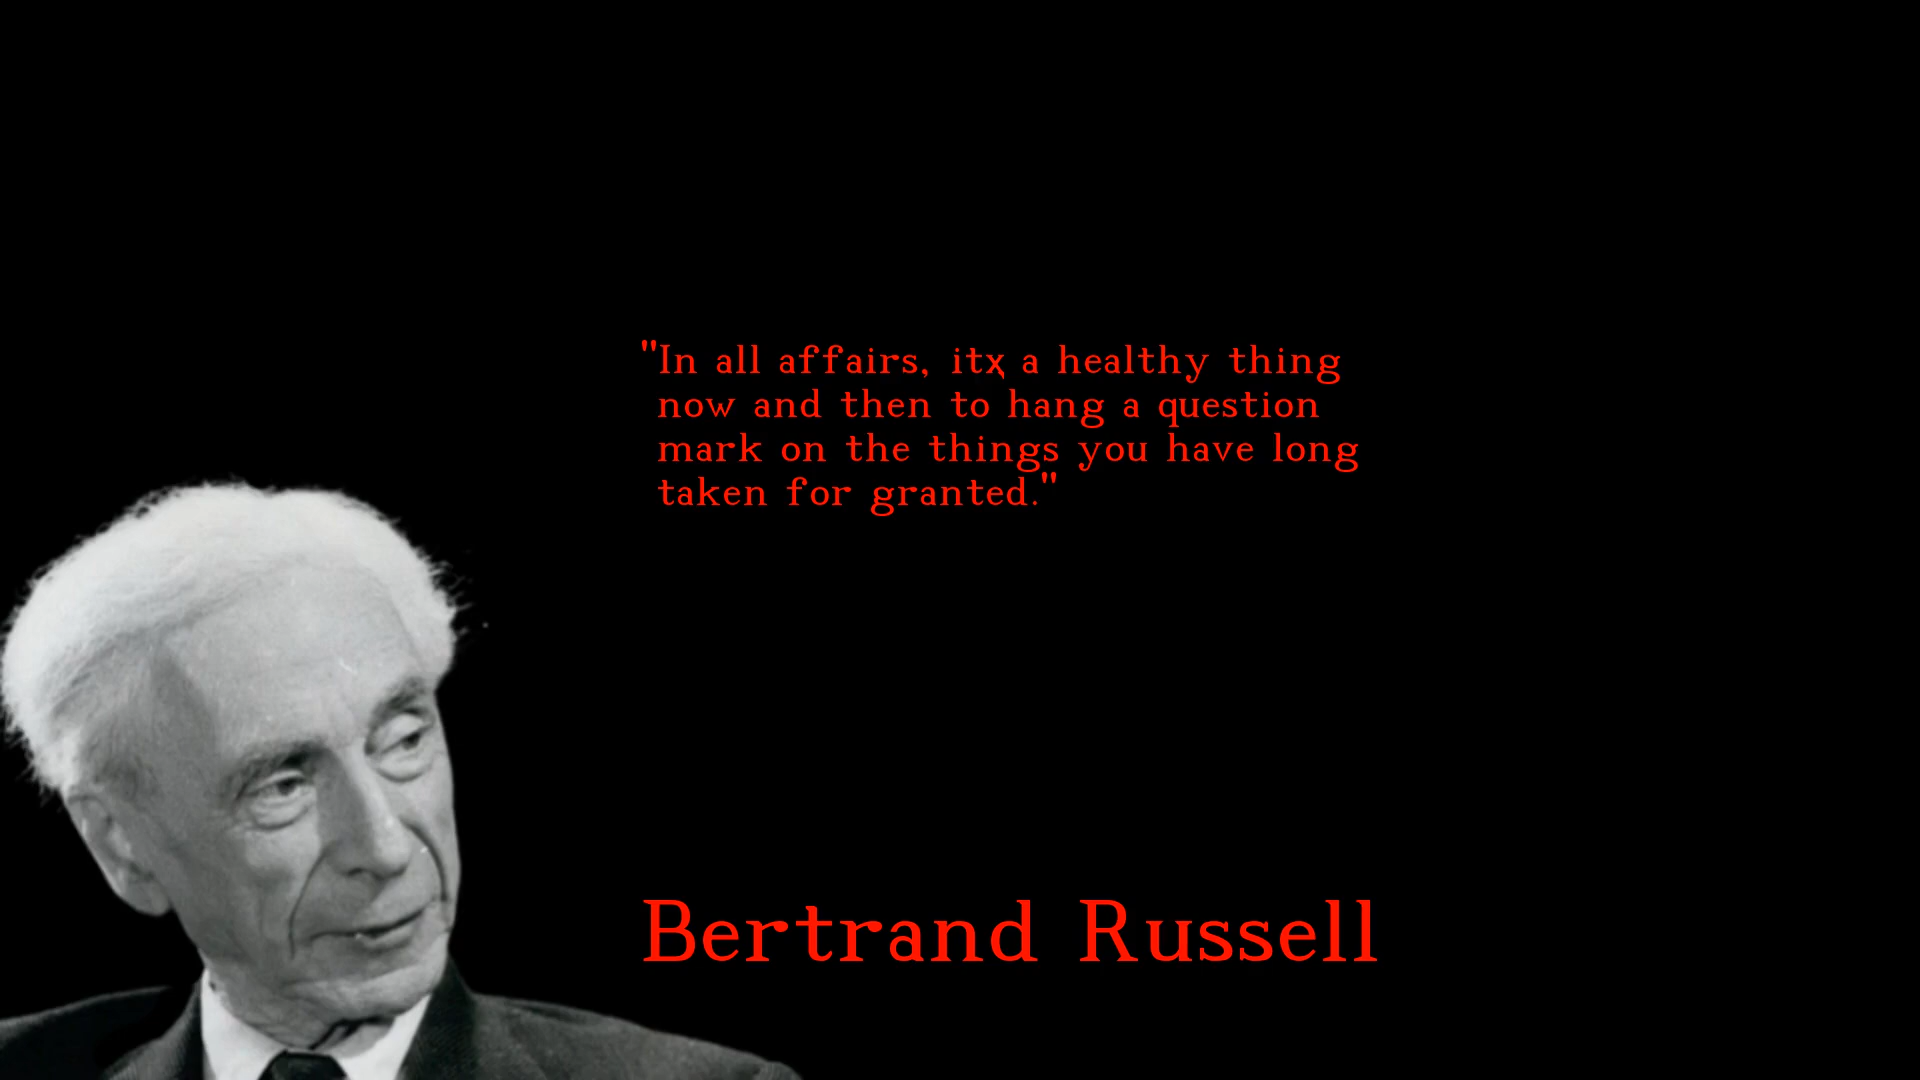 "In all affairs, itҳ a healthy thing
now and then to hang a question
mark on the things you have long
taken for granted."
Bertrand Russell